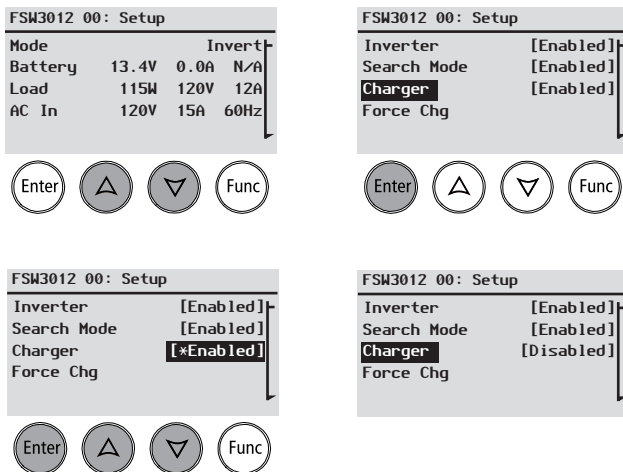 FSW3012 00: Setup
Mode Invert
Battery 13.4V 0.0A N/A
Load 115W 120V 12A
AC In 120V 15A 60Hz
Enter
Func
FSW3012 00: Setup
Inverter [Enabled]
Search Mode [Enabled]
Charger [Enabled]
Force Chg
Enter
Func
FSW3012 00: Setup
Inverter [Enabled]
Search Mode [Enabled]
Charger [*Enabled]
Force Chg
Enter
Func
FSW3012 00: Setup
Inverter [Enabled]
Search Mode [Enabled]
Charger [Disabled]
Force Chg